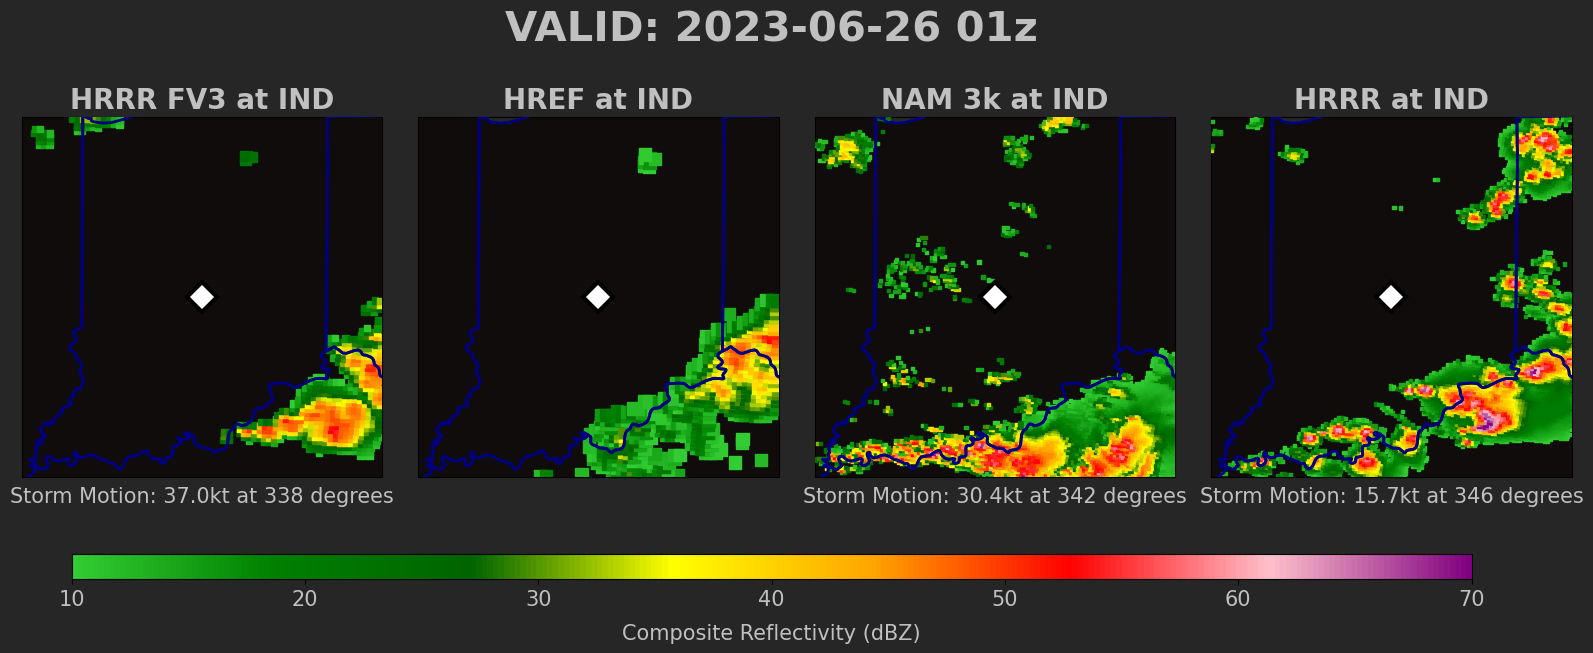 VALID: 2023-06-26 01z
HRRR FV3 at IND
HREF at IND
NAM 3k at IND
HRRR at IND
Storm Motion: 37.0kt at 338 degrees
Storm Motion: 30.4kt at 342 degrees
Storm Motion: 15.7kt at 346 degrees
10 20 30 40 50 60 70
Composite Reflectivity (dBZ)